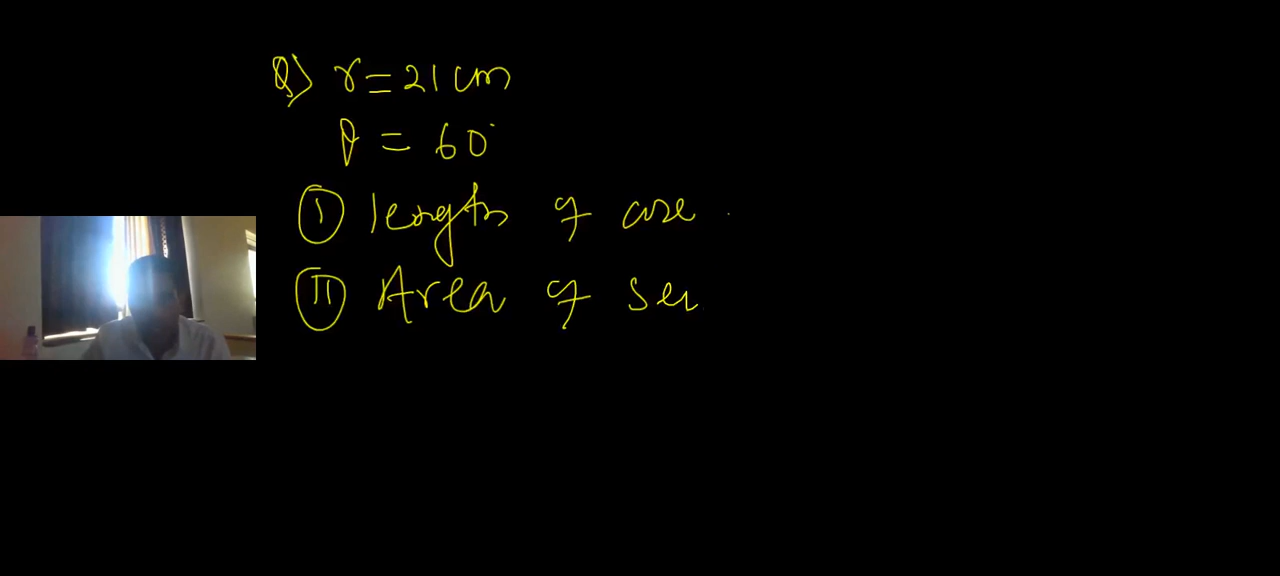 Q) r = 21 cm
θ = 60°
I length of arc
II Area of sec